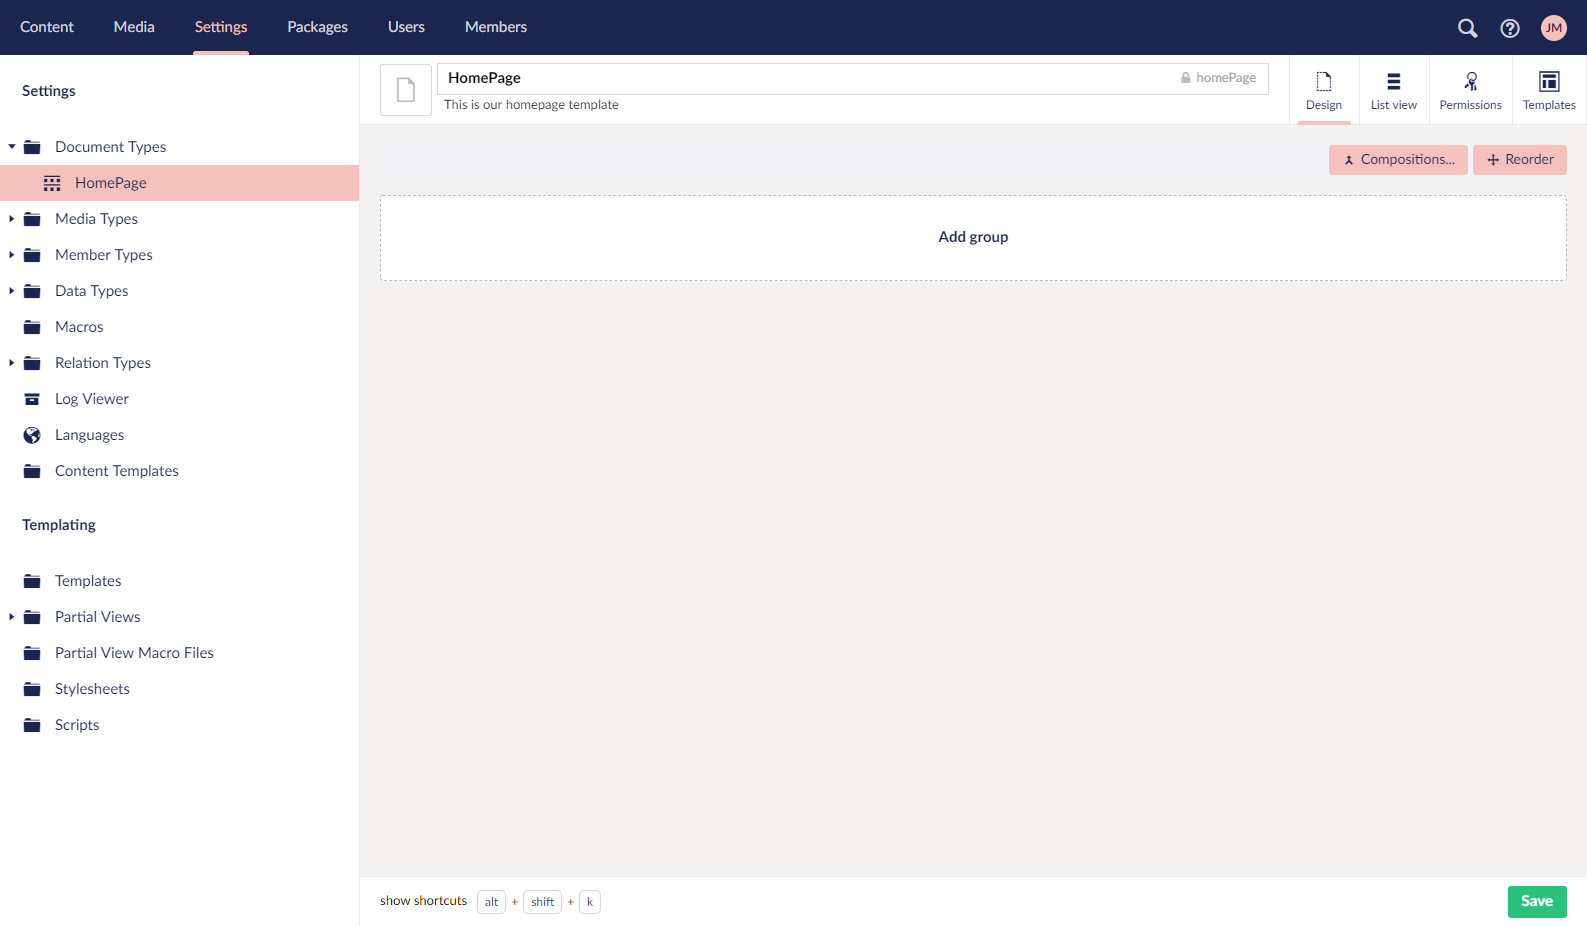 Content Media Settings Packages Users Members
JM
Settings
Document Types
HomePage
Media Types
Member Types
Data Types
Macros
Relation Types
Log Viewer
Languages
Content Templates
Templating
Templates
Partial Views
Partial View Macro Files
Stylesheets
Scripts
HomePage homePage
This is our homepage template
Design List view Permissions Templates
Compositions... Reorder
Add group
show shortcuts alt + shift + k
Save